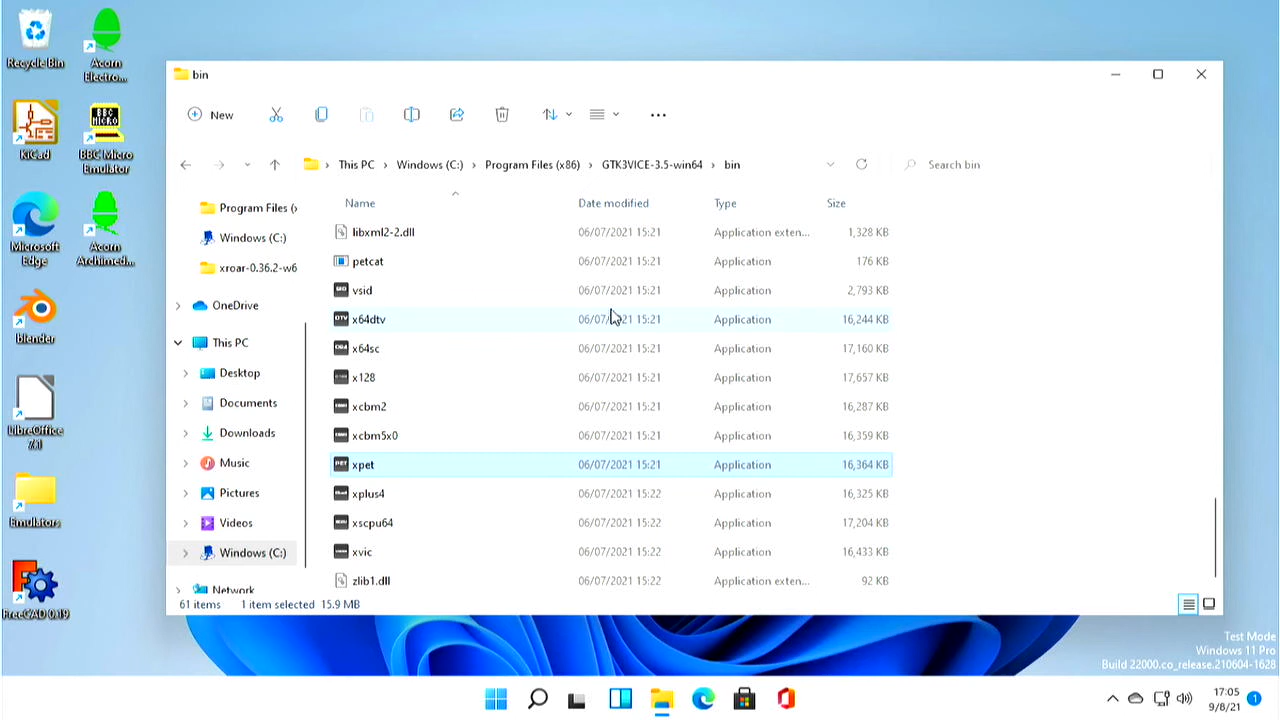 Recycle Bin
Acorn Electro...
KiCad
BBC Micro Emulator
Microsoft Edge
Acorn Archimed...
Blender
LibreOffice 7.1
Emulators
FreeCAD 0.19
bin
New
This PC > Windows (C:) > Program Files (x86) > GTK3VICE-3.5-win64 > bin
Search bin
Program Files (x
Windows (C:)
xroar-0.36.2-w6
OneDrive
This PC
Desktop
Documents
Downloads
Music
Pictures
Videos
Windows (C:)
Network
Name Date modified Type Size
libxml2-2.dll 06/07/2021 15:21 Application exten... 1,328 KB
petcat 06/07/2021 15:21 Application 176 KB
vsid 06/07/2021 15:21 Application 2,793 KB
x64dtv 06/07/2021 15:21 Application 16,244 KB
x64sc 06/07/2021 15:21 Application 17,160 KB
x128 06/07/2021 15:21 Application 17,657 KB
xcbm2 06/07/2021 15:21 Application 16,287 KB
xcbm5x0 06/07/2021 15:21 Application 16,359 KB
xpet 06/07/2021 15:21 Application 16,364 KB
xplus4 06/07/2021 15:22 Application 16,325 KB
xscpu64 06/07/2021 15:22 Application 17,204 KB
xvic 06/07/2021 15:22 Application 16,433 KB
zlib1.dll 06/07/2021 15:22 Application exten... 92 KB
61 items 1 item selected 15.9 MB
Test Mode
Windows 11 Pro
Build 22000.co_release.210604-1628
17:05
9/8/21
1